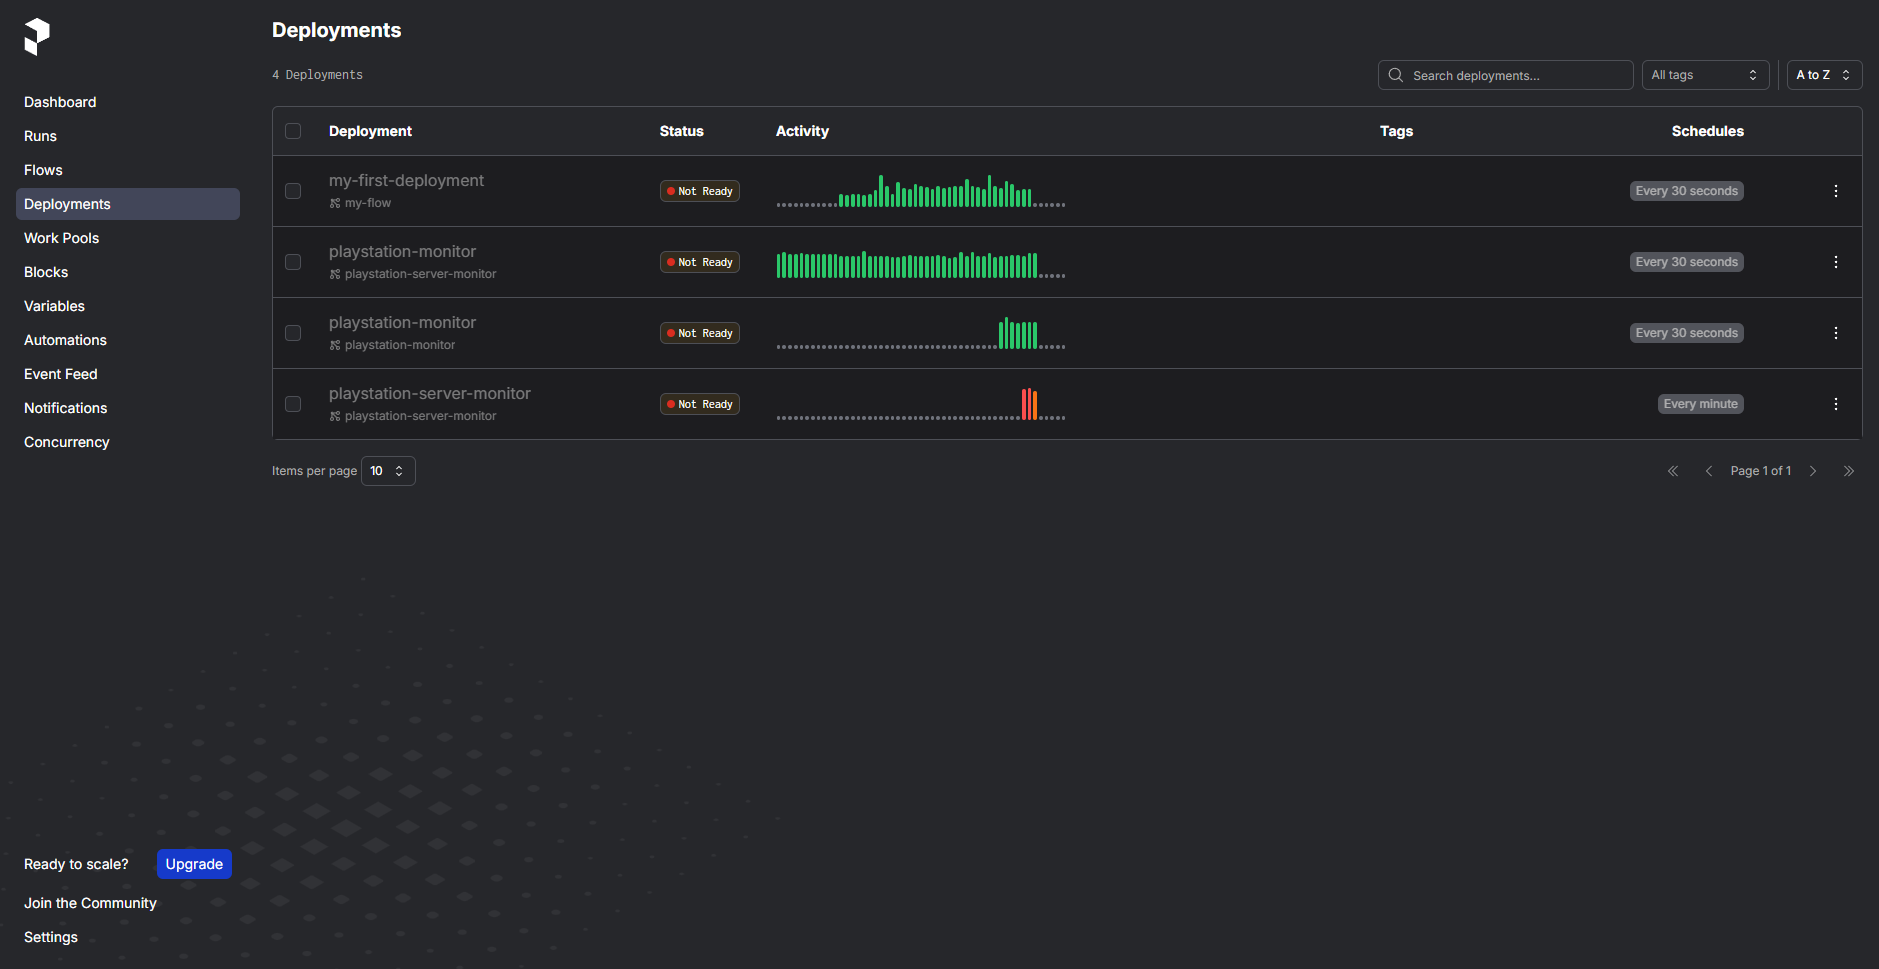 Deployments
4 Deployments
Search deployments...
All tags
A to Z
Dashboard
Runs
Flows
Deployments
Work Pools
Blocks
Variables
Automations
Event Feed
Notifications
Concurrency
Deployment Status Activity Tags Schedules
my-first-deployment
my-flow
Not Ready
Every 30 seconds
playstation-monitor
playstation-server-monitor
Not Ready
Every 30 seconds
playstation-monitor
playstation-monitor
Not Ready
Every 30 seconds
playstation-server-monitor
playstation-server-monitor
Not Ready
Every minute
Items per page 10
Page 1 of 1
Ready to scale? Upgrade
Join the Community
Settings